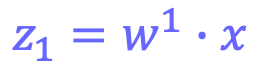 z₁ = w¹ · x